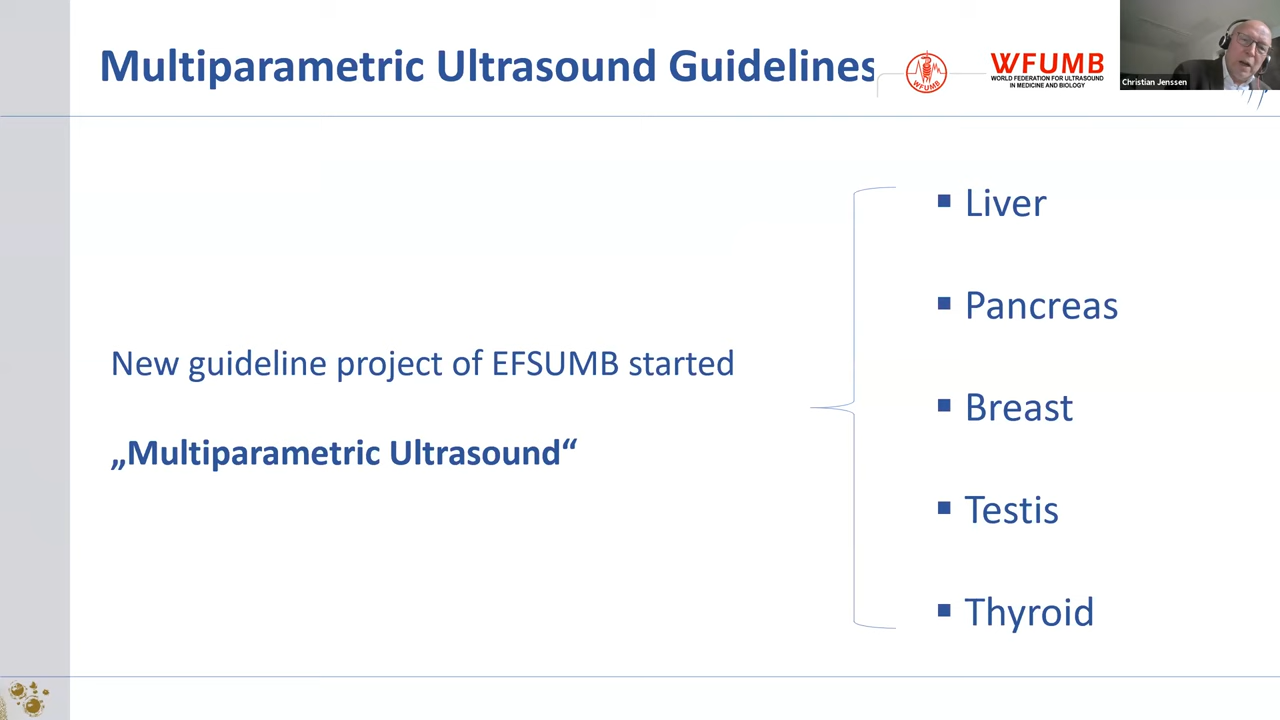 Multiparametric Ultrasound Guidelines
WFUMB
WFUMB
WORLD FEDERATION FOR ULTRASOUND
IN MEDICINE AND BIOLOGY
Christian Jenssen
New guideline project of EFSUMB started
„Multiparametric Ultrasound“
▪ Liver
▪ Pancreas
▪ Breast
▪ Testis
▪ Thyroid